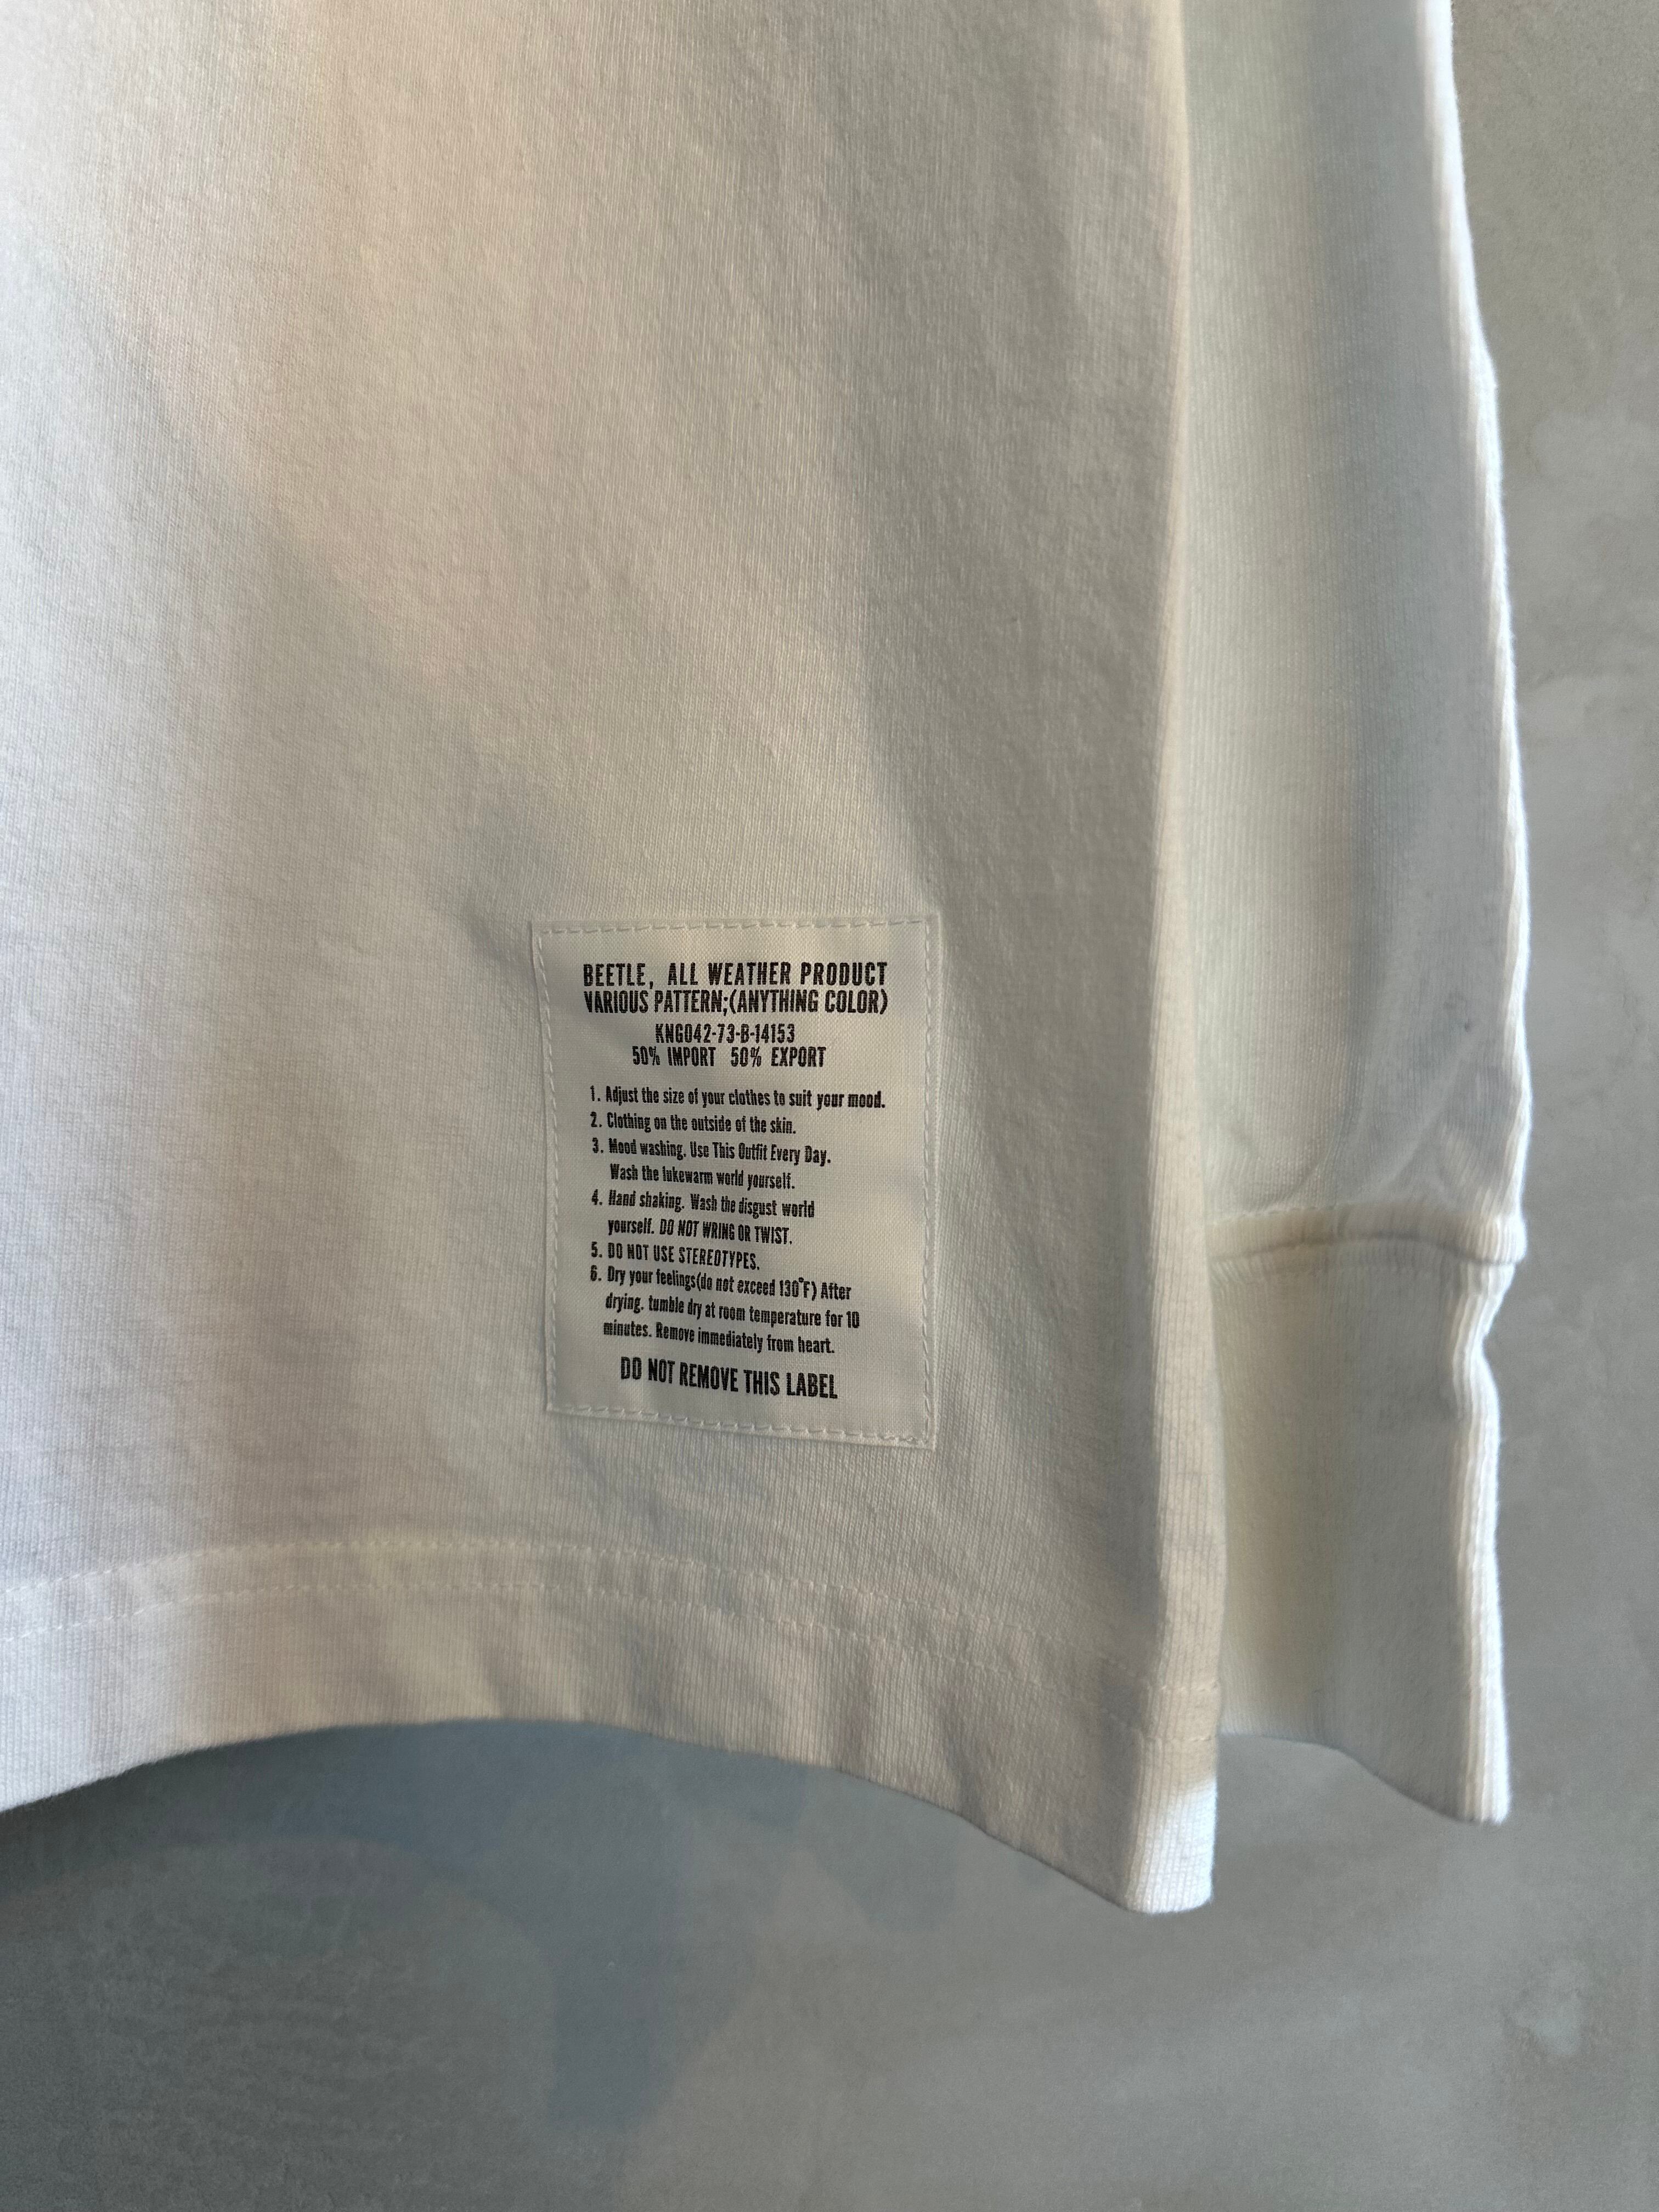 BEETLE, ALL WEATHER PRODUCT
VARIOUS PATTERN;(ANYTHING COLOR)
KNG042-73-B-14153
50% IMPORT 50% EXPORT
1. Adjust the size of your clothes to suit your mood.
2. Clothing on the outside of the skin.
3. Mood washing. Use This Outfit Every Day.
Wash the lukewarm world yourself.
4. Hand shaking. Wash the disgust world
yourself. DO NOT WRING OR TWIST.
5. DO NOT USE STEREOTYPES.
6. Dry your feelings(do not exceed 130°F) After
drying. tumble dry at room temperature for 10
minutes. Remove immediately from heart.
DO NOT REMOVE THIS LABEL